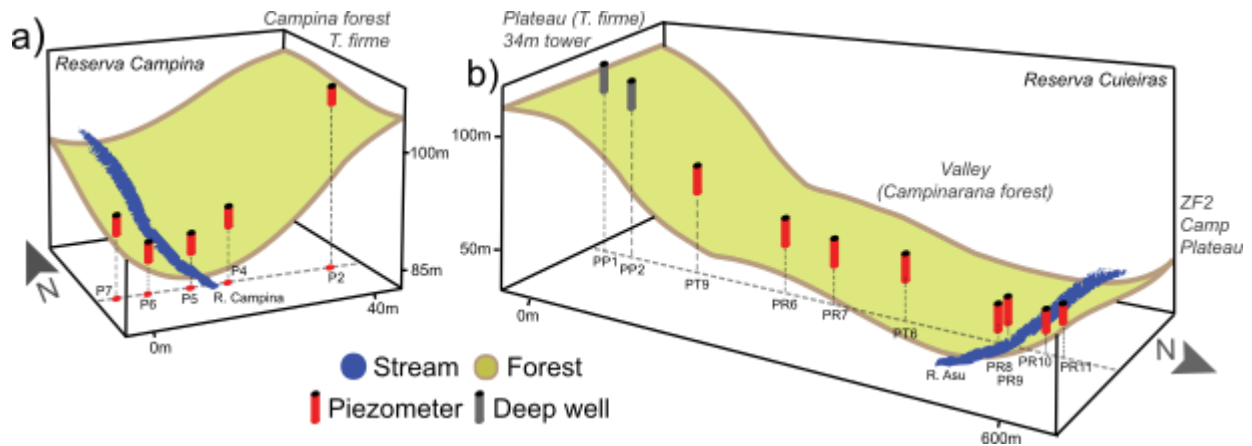 a)
Campina forest
T. firme
Reserva Campina
100m
85m
P7
P6
P5
P4
P2
R. Campina
0m
40m
N
b)
Plateau (T. firme)
34m tower
Reserva Cuieiras
100m
50m
Valley
(Campinarana forest)
ZF2
Camp
Plateau
PP1
PP2
PT9
PR6
PR7
PT8
PR8
PR9
PR10
PR11
R. Asu
0m
600m
N
Stream
Forest
Piezometer
Deep well